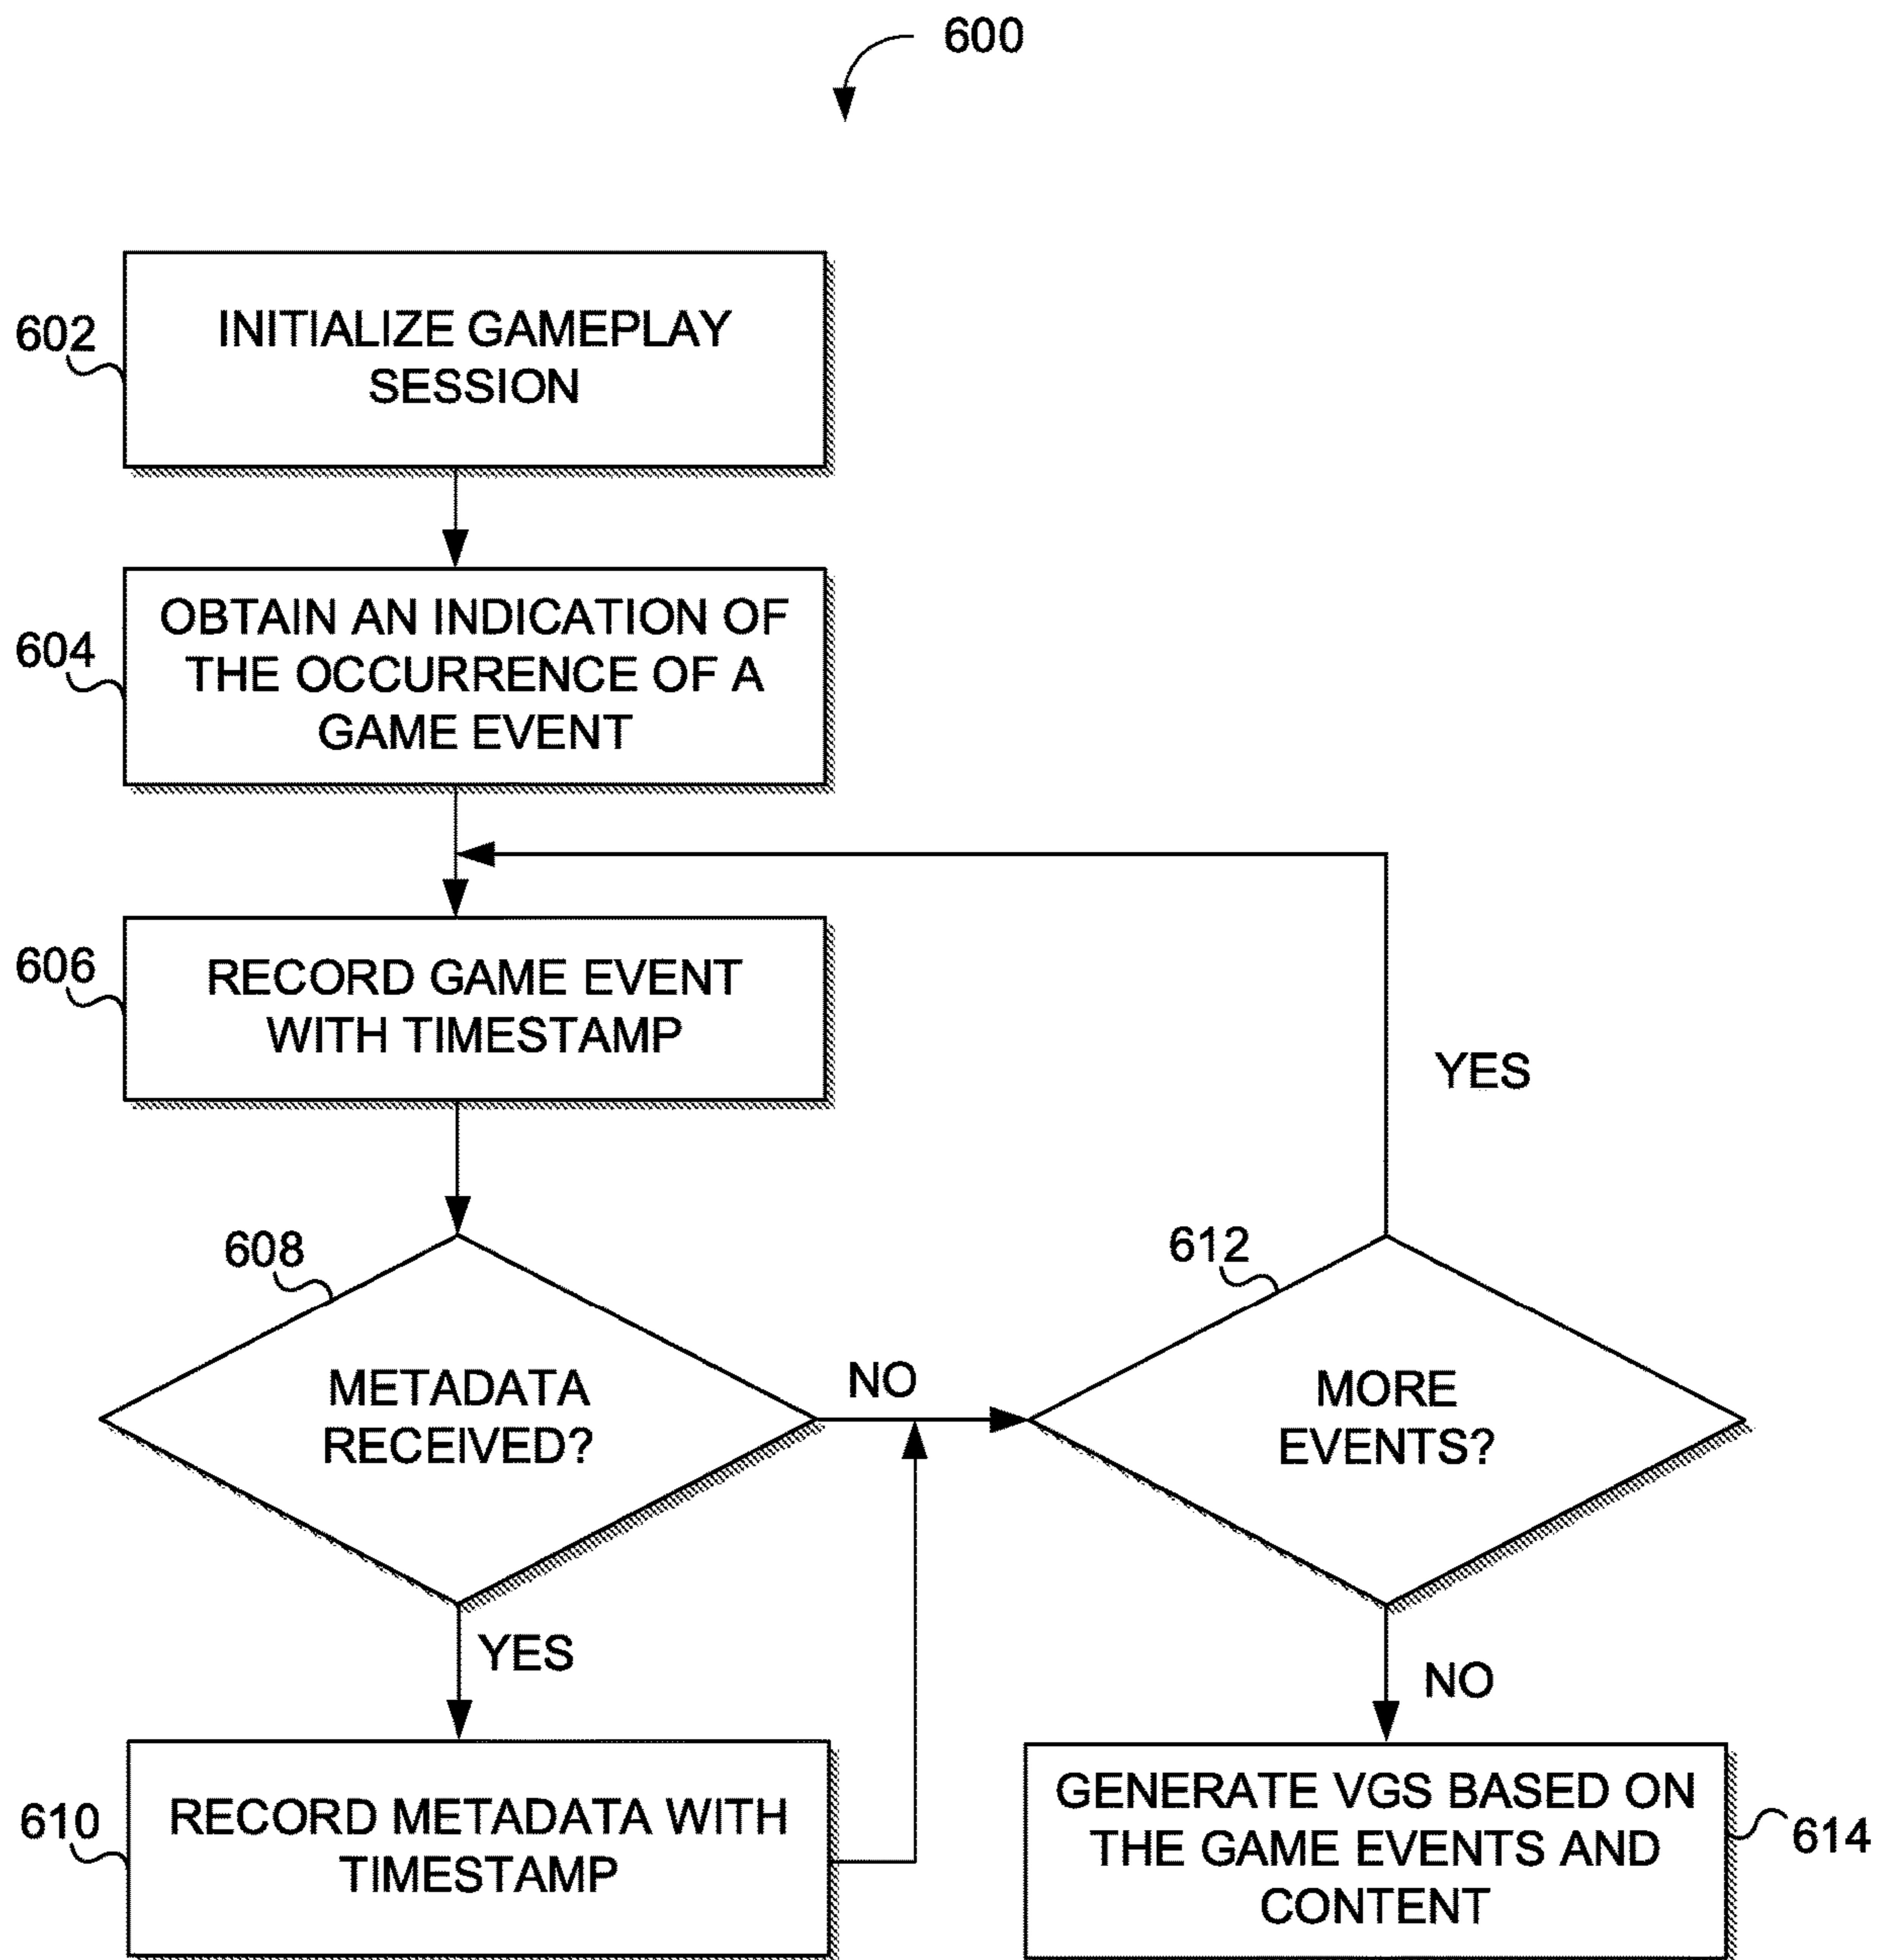 600
602
INITIALIZE GAMEPLAY
SESSION
604
OBTAIN AN INDICATION OF
THE OCCURRENCE OF A
GAME EVENT
606
RECORD GAME EVENT
WITH TIMESTAMP
YES
608
METADATA
RECEIVED?
NO
612
MORE
EVENTS?
YES
NO
610
RECORD METADATA WITH
TIMESTAMP
GENERATE VGS BASED ON
THE GAME EVENTS AND
CONTENT
614